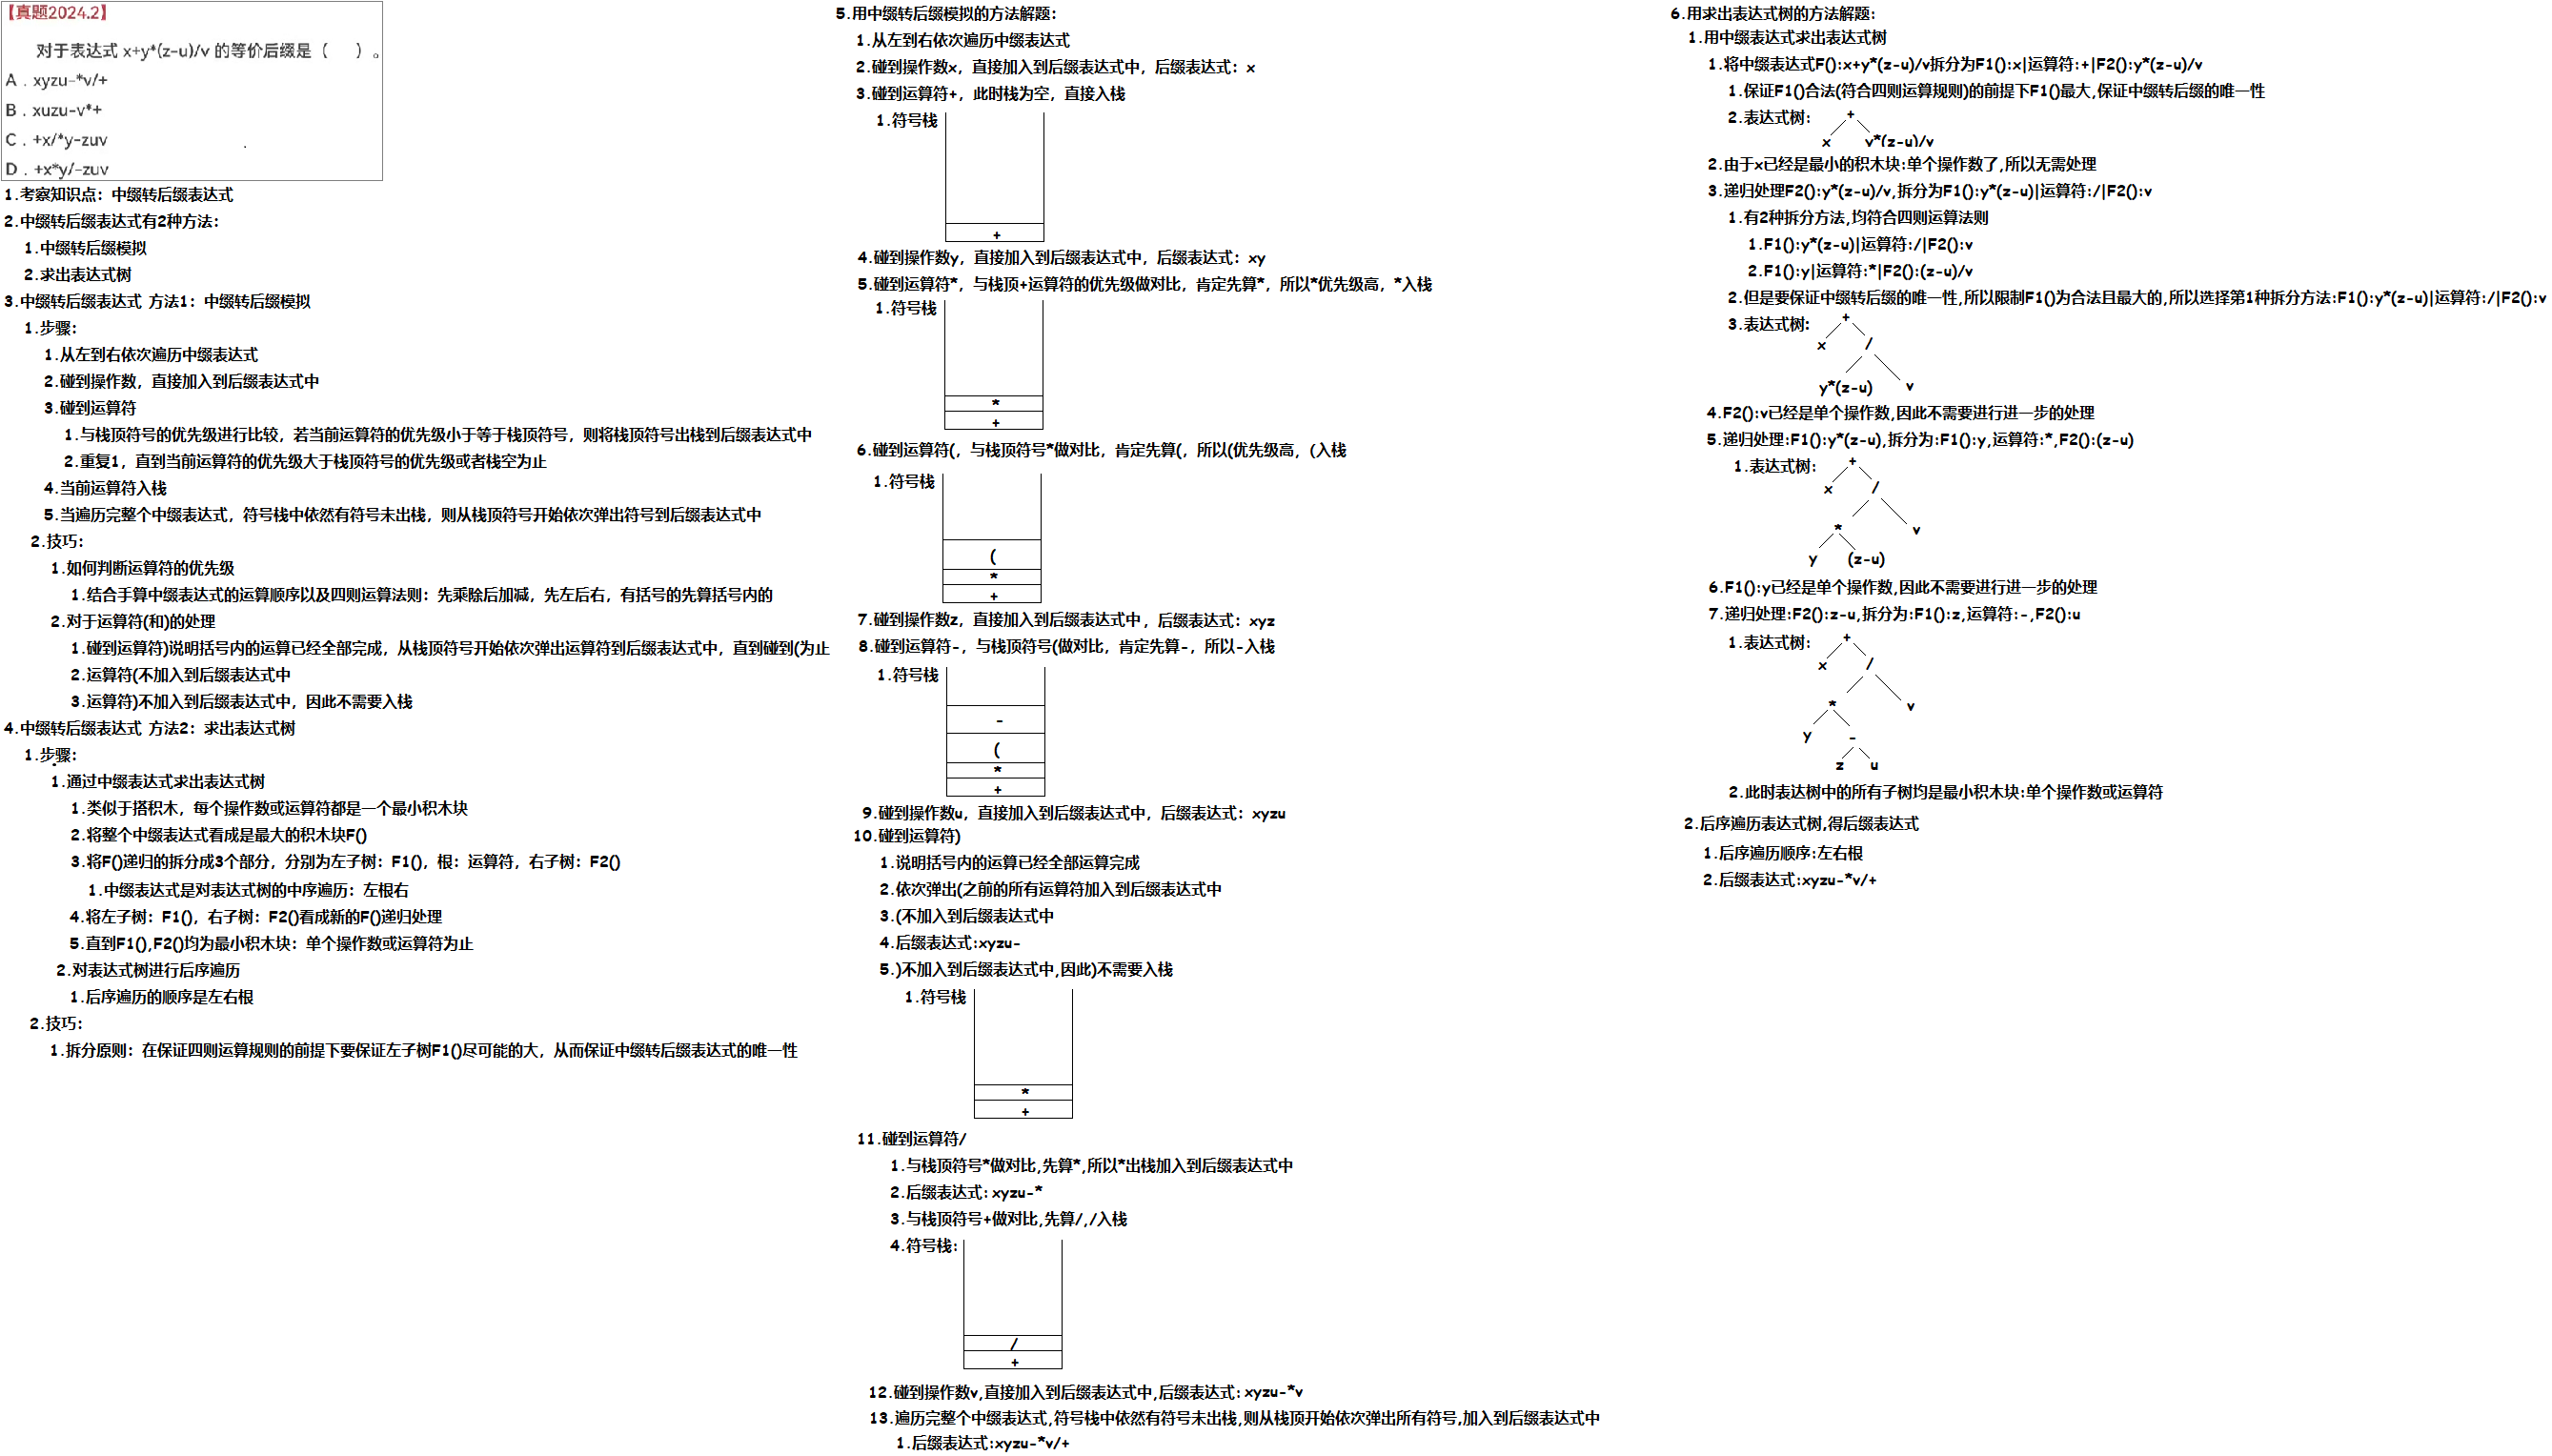 【真题2024.2】
对于表达式 x+y*(z-u)/v 的等价后缀是（ ）。
A . xyzu-*v/+
B . xuzu-v*+
C . +x/*y-zuv
D . +x*y/-zuv
1.考察知识点：中缀转后缀表达式
2.中缀转后缀表达式有2种方法：
1.中缀转后缀模拟
2.求出表达式树
3.中缀转后缀表达式 方法1：中缀转后缀模拟
1.步骤：
1.从左到右依次遍历中缀表达式
2.碰到操作数，直接加入到后缀表达式中
3.碰到运算符
1.与栈顶符号的优先级进行比较，若当前运算符的优先级小于等于栈顶符号，则将栈顶符号出栈到后缀表达式中
2.重复1，直到当前运算符的优先级大于栈顶符号的优先级或者栈空为止
4.当前运算符入栈
5.当遍历完整个中缀表达式，符号栈中依然有符号未出栈，则从栈顶符号开始依次弹出符号到后缀表达式中
2.技巧：
1.如何判断运算符的优先级
1.结合于算中缀表达式的运算顺序以及四则运算法则：先乘除后加减，先左后右，有括号的先算括号内的
2.对于运算符(和)的处理
1.碰到运算符)说明括号内的运算已经全部完成，从栈顶符号开始依次弹出运算符到后缀表达式中，直到碰到(为止
2.运算符(不加入到后缀表达式中
3.运算符)不加入到后缀表达式中，因此不需要入栈
4.中缀转后缀表达式 方法2：求出表达式树
1.步骤：
1.通过中缀表达式求出表达式树
1.类似于搭积木，每个操作数或运算符都是一个最小积木块
2.将整个中缀表达式看成是最大的积木块F()
3.将F()递归的拆分成3个部分，分别为左子树：F1()，根：运算符，右子树：F2()
1.中缀表达式是对表达式树的中序遍历：左根右
4.将左子树：F1()，右子树：F2()看成新的F()递归处理
5.直到F1(),F2()均为最小积木块：单个操作数或运算符为止
2.对表达式树进行后序遍历
1.后序遍历的顺序是左右根
2.技巧：
1.拆分原则：在保证四则运算规则的前提下要保证左子树F1()尽可能的大，从而保证中缀转后缀表达式的唯一性
5.用中缀转后缀模拟的方法解题：
1.从左到右依次遍历中缀表达式
2.碰到操作数x，直接加入到后缀表达式中，后缀表达式：x
3.碰到运算符+，此时栈为空，直接入栈
1.符号栈
+
4.碰到操作数y，直接加入到后缀表达式中，后缀表达式：xy
5.碰到运算符*，与栈顶+运算符的优先级做对比，肯定先算*，所以*优先级高，*入栈
1.符号栈
*
+
6.碰到运算符(，与栈顶符号*做对比，肯定先算(，所以(优先级高，(入栈
1.符号栈
(
*
+
7.碰到操作数z，直接加入到后缀表达式中，后缀表达式：xyz
8.碰到运算符-，与栈顶符号(做对比，肯定先算-，所以-入栈
1.符号栈
-
(
*
+
9.碰到操作数u，直接加入到后缀表达式中，后缀表达式：xyzu
10.碰到运算符)
1.说明括号内的运算已经全部运算完成
2.依次弹出(之前的所有运算符加入到后缀表达式中
3.(不加入到后缀表达式中
4.后缀表达式:xyzu-
5.)不加入到后缀表达式中,因此)不需要入栈
1.符号栈
*
+
11.碰到运算符/
1.与栈顶符号*做对比,先算*,所以*出栈加入到后缀表达式中
2.后缀表达式：xyzu-*
3.与栈顶符号+做对比,先算/,/入栈
4.符号栈：
/
+
12.碰到操作数v,直接加入到后缀表达式中,后缀表达式：xyzu-*v
13.遍历完整个中缀表达式,符号栈中依然有符号未出栈,则从栈顶开始依次弹出所有符号,加入到后缀表达式中
1.后缀表达式:xyzu-*v/+
6.用求出表达式树的方法解题：
1.用中缀表达式求出表达式树
1.将中缀表达式F():x+y*(z-u)/v拆分为F1():x|运算符:+|F2():y*(z-u)/v
1.保证F1()合法(符合四则运算规则)的前提下F1()最大,保证中缀转后缀的唯一性
2.表达式树：
+
x y*(z-u)/v
2.由于x已经是最小的积木块:单个操作数了,所以无需处理
3.递归处理F2():y*(z-u)/v,拆分为F1():y*(z-u)|运算符:/|F2():v
1.有2种拆分方法,均符合四则运算法则
1.F1():y*(z-u)|运算符:/|F2():v
2.F1():y|运算符:*|F2():(z-u)/v
2.但是要保证中缀转后缀的唯一性,所以限制F1()为合法且最大的,所以选择第1种拆分方法:F1():y*(z-u)|运算符:/|F2():v
3.表达式树：
+
x /
y*(z-u) v
4.F2():v已经是单个操作数,因此不需要进行进一步的处理
5.递归处理:F1():y*(z-u),拆分为:F1():y,运算符:*,F2():(z-u)
1.表达式树：
+
x /
* v
y (z-u)
6.F1():y已经是单个操作数,因此不需要进行进一步的处理
7.递归处理:F2():z-u,拆分为:F1():z,运算符:-,F2():u
1.表达式树：
+
x /
* v
y -
z u
2.此时表达树中的所有子树均是最小积木块:单个操作数或运算符
2.后序遍历表达式树,得后缀表达式
1.后序遍历顺序:左右根
2.后缀表达式:xyzu-*v/+